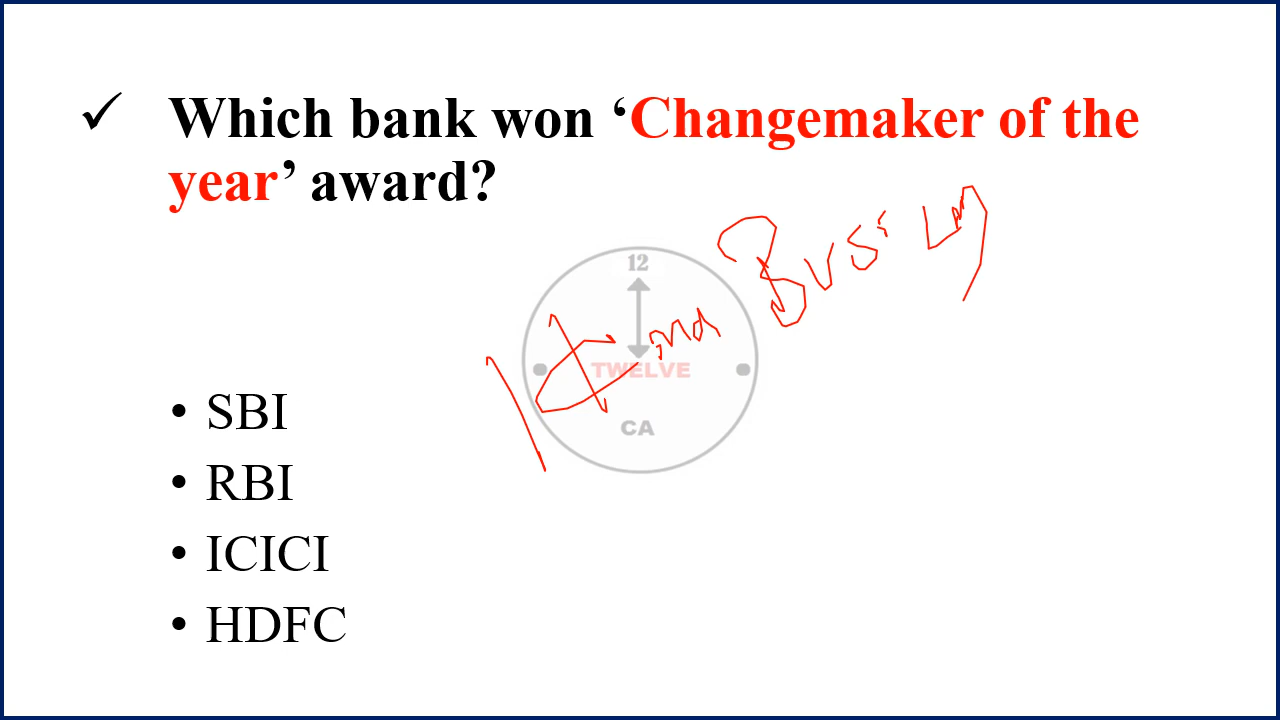 ✓ Which bank won ‘Changemaker of the
year’ award?
12
TWELVE
CA
• SBI
• RBI
• ICICI
• HDFC